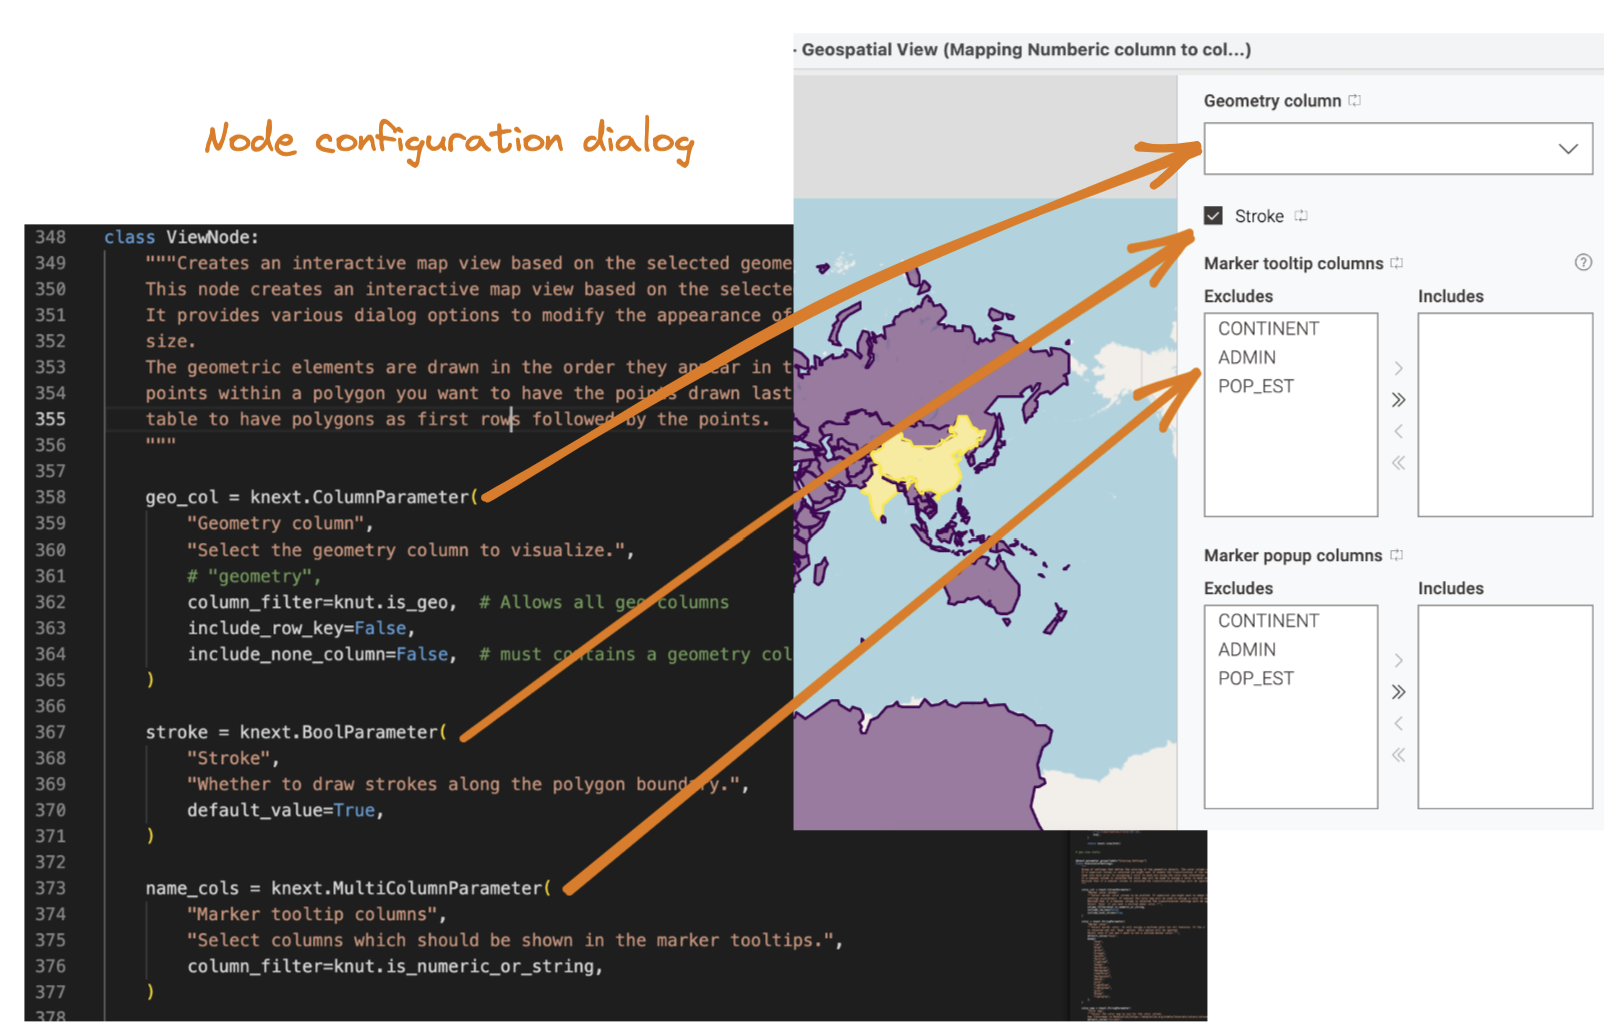 - Geospatial View (Mapping Numberic column to col...)
Node configuration dialog
Geometry column
Stroke
Marker tooltip columns
Excludes Includes
CONTINENT
ADMIN
POP_EST
Marker popup columns
Excludes Includes
CONTINENT
ADMIN
POP_EST
348 class ViewNode:
349 """Creates an interactive map view based on the selected geome
350 This node creates an interactive map view based on the selecte
351 It provides various dialog options to modify the appearance of
352 size.
353 The geometric elements are drawn in the order they appear in t
354 points within a polygon you want to have the points drawn last
355 table to have polygons as first rows followed by the points.
356 """
357
358 geo_col = knext.ColumnParameter(
359 "Geometry column",
360 "Select the geometry column to visualize.",
361 # "geometry",
362 column_filter=knut.is_geo, # Allows all geo columns
363 include_row_key=False,
364 include_none_column=False, # must contains a geometry col
365 )
366
367 stroke = knext.BoolParameter(
368 "Stroke",
369 "Whether to draw strokes along the polygon boundary.",
370 default_value=True,
371 )
372
373 name_cols = knext.MultiColumnParameter(
374 "Marker tooltip columns",
375 "Select columns which should be shown in the marker tooltips.",
376 column_filter=knut.is_numeric_or_string,
377 )
378